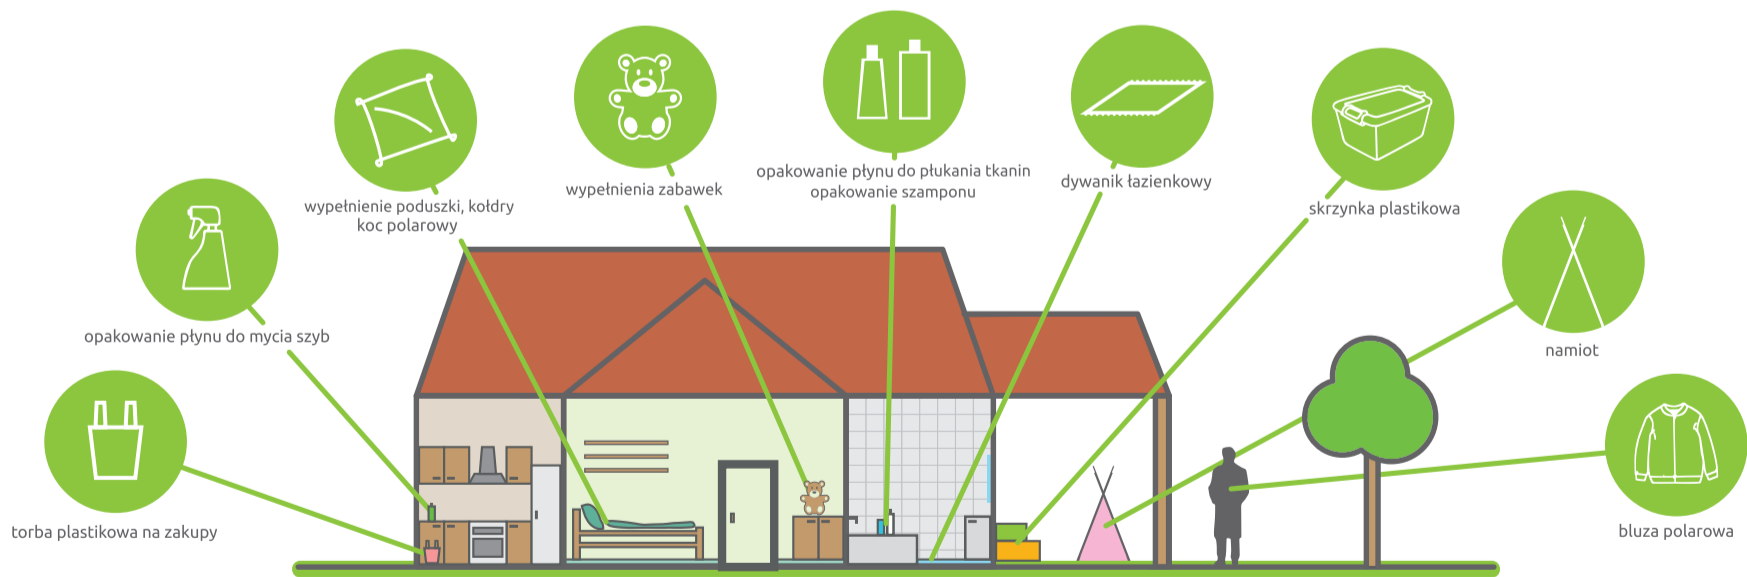 torba plastikowa na zakupy
opakowanie płynu do mycia szyb
wypełnienie poduszki, kołdry
koc polarowy
wypełnienia zabawek
opakowanie płynu do płukania tkanin
opakowanie szamponu
dywanik łazienkowy
skrzynka plastikowa
namiot
bluza polarowa